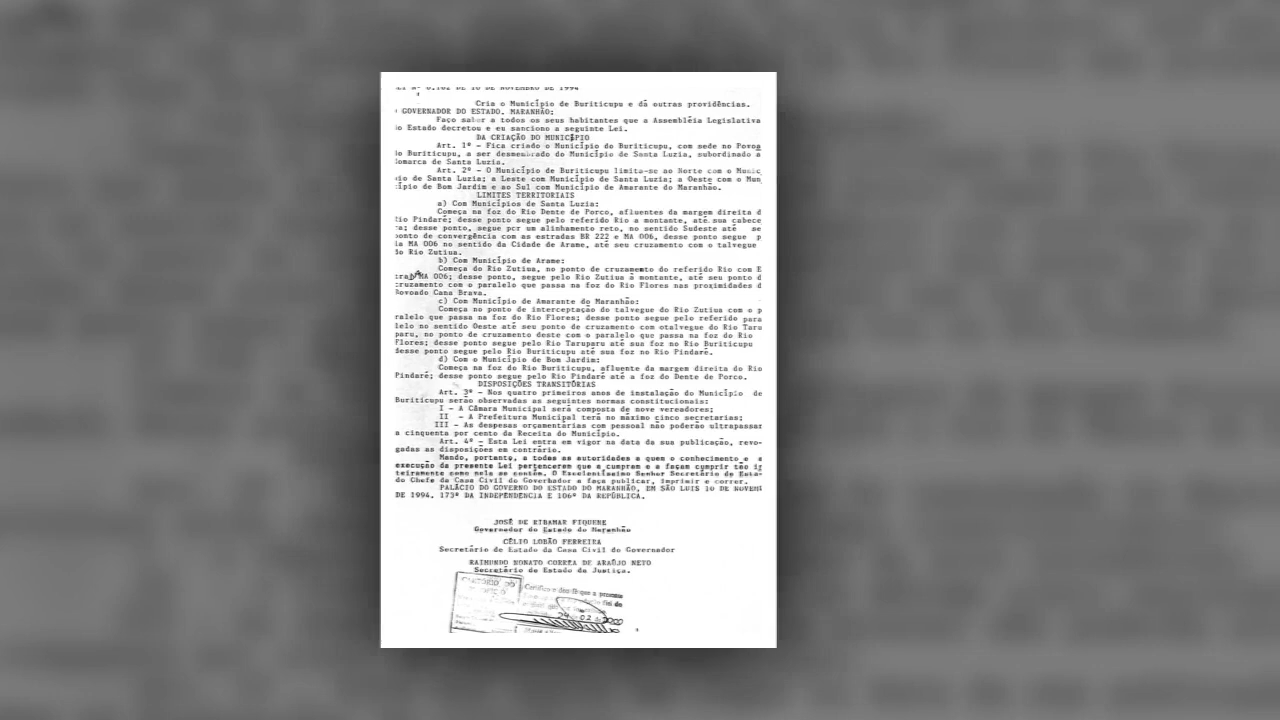 LEI Nº 6.162 DE 10 DE NOVEMBRO DE 1994
Cria o Município de Buriticupu e dá outras providências.
GOVERNADOR DO ESTADO. MARANHÃO:
Faço saber a todos os seus habitantes que a Assembléia Legislativa
do Estado decretou e eu sanciono a seguinte Lei.
DA CRIAÇÃO DO MUNICÍPIO
Art. 1º - Fica criado o Município de Buriticupu, com sede no Povoa
do Buriticupu, a ser desmembrado do Município de Santa Luzia, subordinado a
Comarca de Santa Luzia.
Art. 2º - O Município de Buriticupu limita-se ao Norte com o Munic
pio de Santa Luzia; a Leste com Município de Santa Luzia; a Oeste com o Mun
cípio de Bom Jardim e ao Sul com Município de Amarante do Maranhão.
LIMITES TERRITORIAIS
a) Com Municípios de Santa Luzia:
Começa na foz do Rio Dente de Porco, afluentes da margem direita d
Rio Pindaré; desse ponto segue pelo referido Rio a montante, até sua cabece
ra; desse ponto, segue por um alinhamento reto, no sentido Sudeste até se
ponto de convergência com as estradas BR 222 e MA 006, desse ponto segue p
la MA 006 no sentido da Cidade de Arame, até seu cruzamento com o talvegue
do Rio Zutiua.
b) Com Município de Arame:
Começa do Rio Zutiua, no ponto de cruzamento do referido Rio com E
MA 006; desse ponto, segue pelo Rio Zutiua à montante, até seu ponto d
cruzamento com o paralelo que passa na foz do Rio Flores nas proximidades d
Povoado Cana Brava.
c) Com Município de Amarante do Maranhão:
Começa no ponto de interceptação do talvegue do Rio Zutiua com o p
ralelo que passa na foz do Rio Flores; desse ponto segue pelo referido para
lelo no sentido Oeste até seu ponto de cruzamento com otalvegue do Rio Taru
paru, no ponto de cruzamento deste com o paralelo que passa na foz do Rio
Flores; desse ponto segue pelo Rio Taruparu até sua foz no Rio Buriticupu
desse ponto segue pelo Rio Buriticupu até sua foz no Rio Pindaré.
d) Com o Município de Bom Jardim:
Começa na foz do Rio Buriticupu, afluente da margem direita do Rio
Pindaré; desse ponto segue pelo Rio Pindaré até a foz do Dente de Porco.
DISPOSIÇÕES TRANSITÓRIAS
Art. 3º - Nos quatro primeiros anos de instalação do Município de
Buriticupu serão observadas as seguintes normas constitucionais:
I - A Câmara Municipal será composta de nove vereadores;
II - A Prefeitura Municipal terá no máximo cinco secretarias;
III - As despesas orçamentárias com pessoal não poderão ultrapassar
a cinquenta por cento da Receita do Município.
Art. 4º - Esta Lei entra em vigor na data da sua publicação, revo-
gadas as disposições em contrário.
Mando, portanto, a todas as autoridades a quem o conhecimento e a
execução da presente Lei pertencerem que a cumpram e a façam cumprir tão in
teiramente como nela se contém. O Excelentíssimo Senhor Secretário de Esta-
do Chefe da Casa Civil do Governador a faça publicar, imprimir e correr.
PALÁCIO DO GOVERNO DO ESTADO DO MARANHÃO, EM SÃO LUIS 10 DE NOVEM
DE 1994. 173º DA INDEPENDÊNCIA E 106º DA REPÚBLICA.
JOSÉ DE RIBAMAR FIQUENE
Governador do Estado do Maranhão
CÉLIO LOBÃO FERREIRA
Secretário de Estado da Casa Civil do Governador
RAIMUNDO NONATO CORREA DE ARAÚJO NETO
Secretário de Estado de Justiça.
CARTÓRIO DO
Certifico e dou fé que a presente